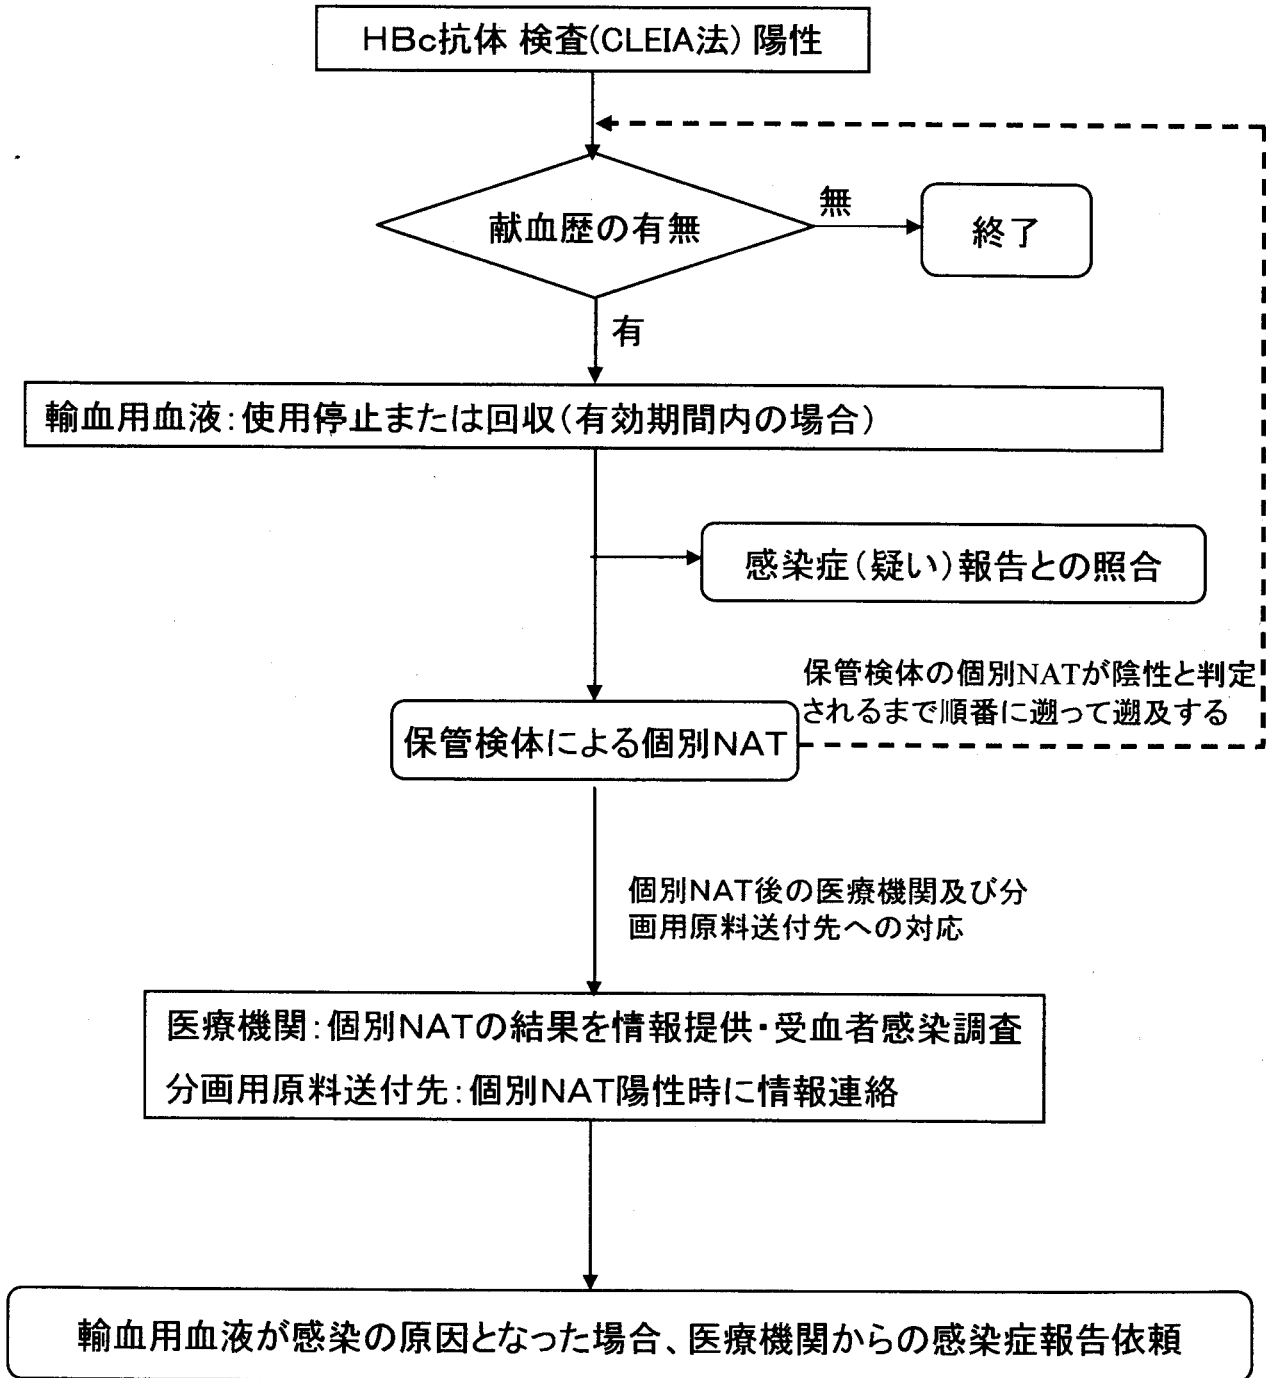 HBc抗体 検査(CLEIA法) 陽性
献血歴の有無
無
終了
有
輸血用血液：使用停止または回収（有効期間内の場合）
感染症（疑い）報告との照合
保管検体の個別NATが陰性と判定
されるまで順番に遡って遡及する
保管検体による個別NAT
個別NAT後の医療機関及び分
画用原料送付先への対応
医療機関：個別NATの結果を情報提供・受血者感染調査
分画用原料送付先：個別NAT陽性時に情報連絡
輸血用血液が感染の原因となった場合、医療機関からの感染症報告依頼